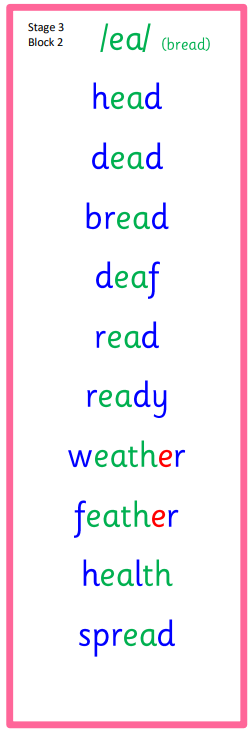 Stage 3
Block 2
/ea/ (bread)
head
dead
bread
deaf
read
ready
weather
feather
health
spread